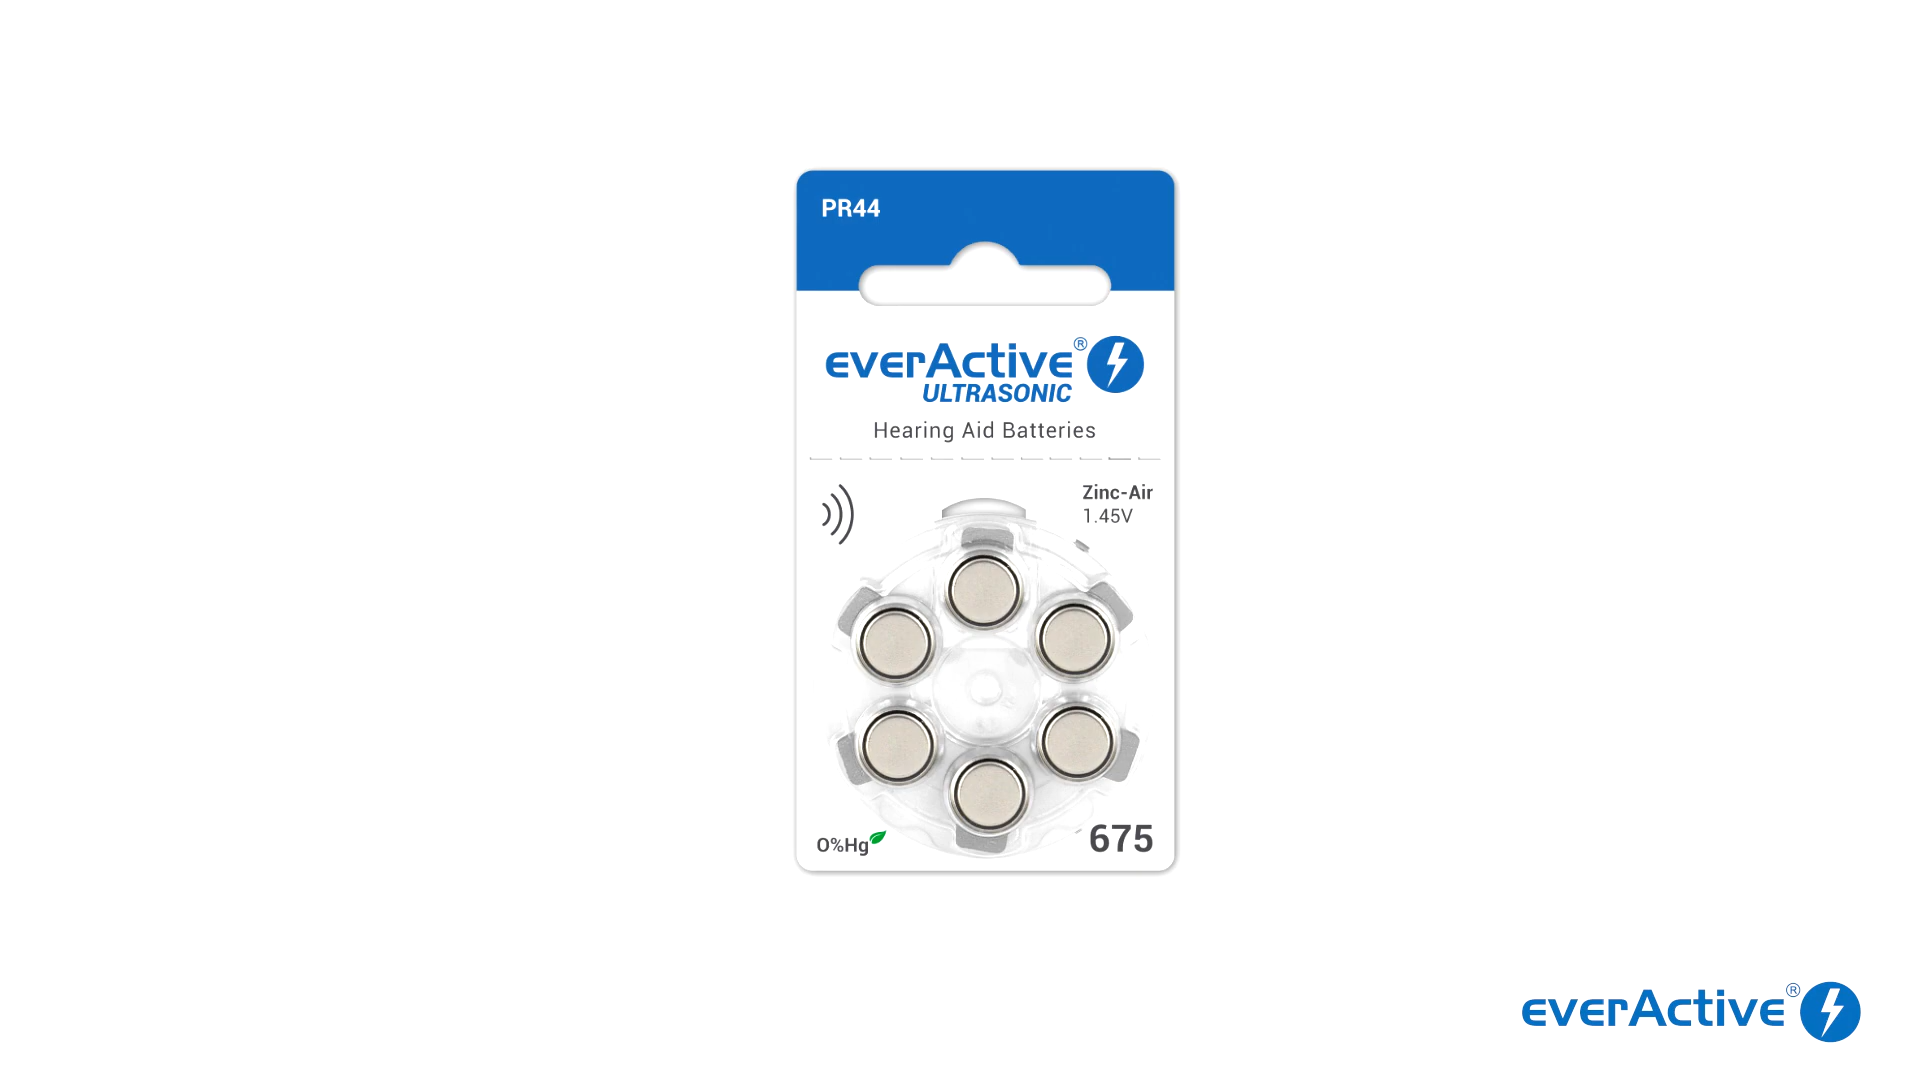 PR44
everActive®
ULTRASONIC
Hearing Aid Batteries
Zinc-Air
1.45V
0%Hg
675
everActive®